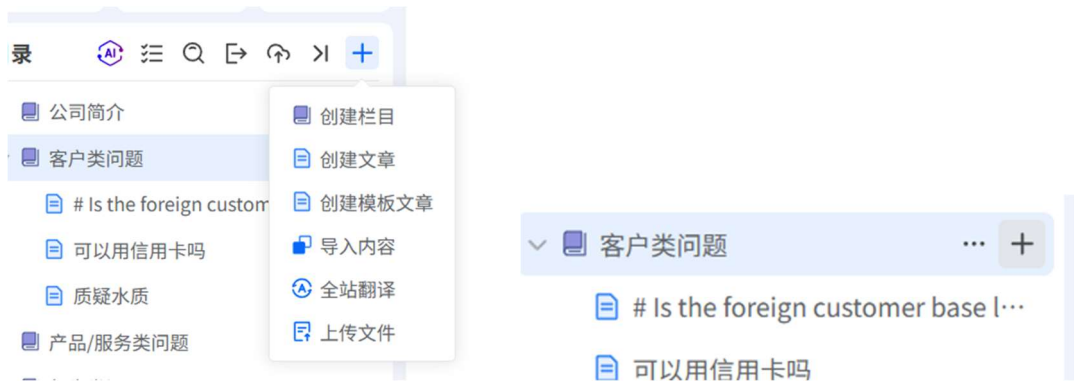 录
AI
公司简介
客户类问题
# Is the foreign custom
可以用信用卡吗
质疑水质
产品/服务类问题
创建栏目
创建文章
创建模板文章
导入内容
全站翻译
上传文件
客户类问题
# Is the foreign customer base l…
可以用信用卡吗